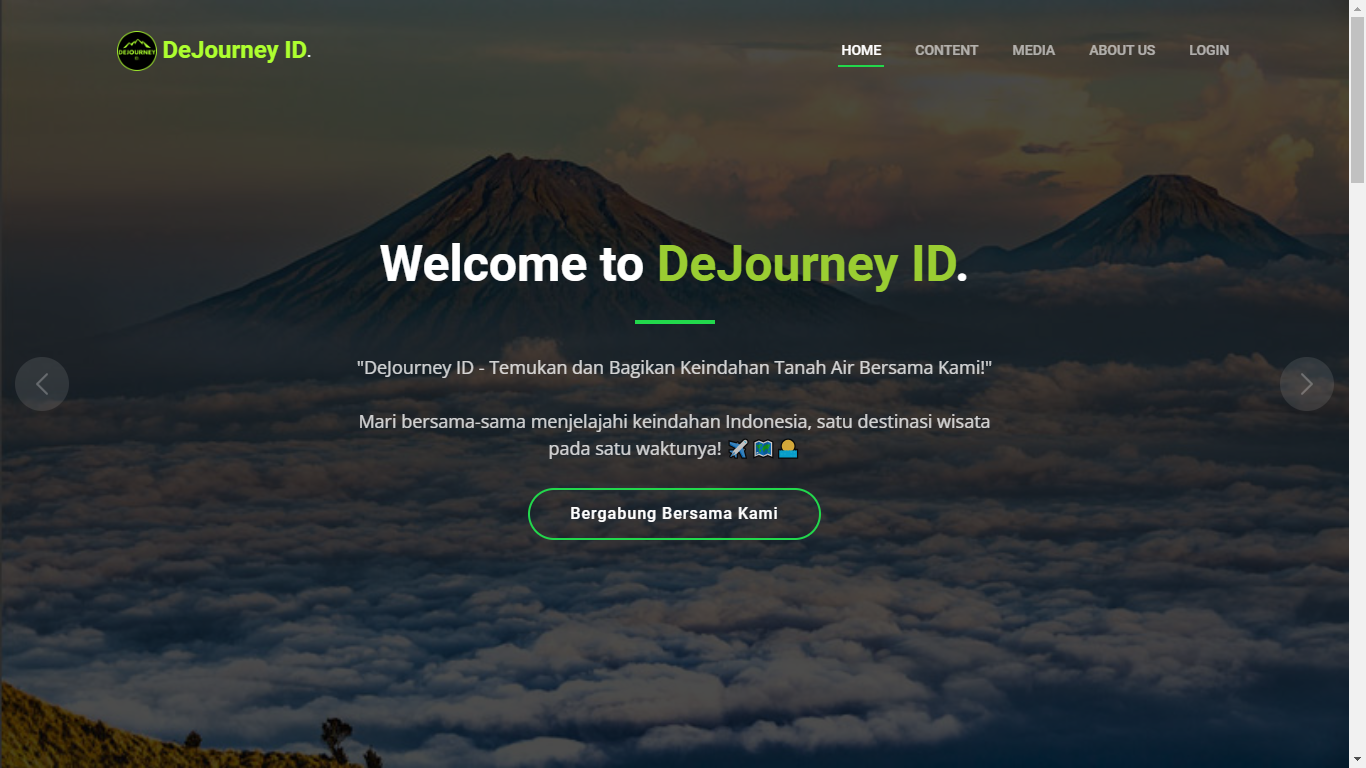 DEJOURNEY
ID
DeJourney ID.
HOME
CONTENT
MEDIA
ABOUT US
LOGIN
Welcome to DeJourney ID.
"DeJourney ID - Temukan dan Bagikan Keindahan Tanah Air Bersama Kami!"
Mari bersama-sama menjelajahi keindahan Indonesia, satu destinasi wisata
pada satu waktunya! ✈️ 🗺️ 🌅
Bergabung Bersama Kami